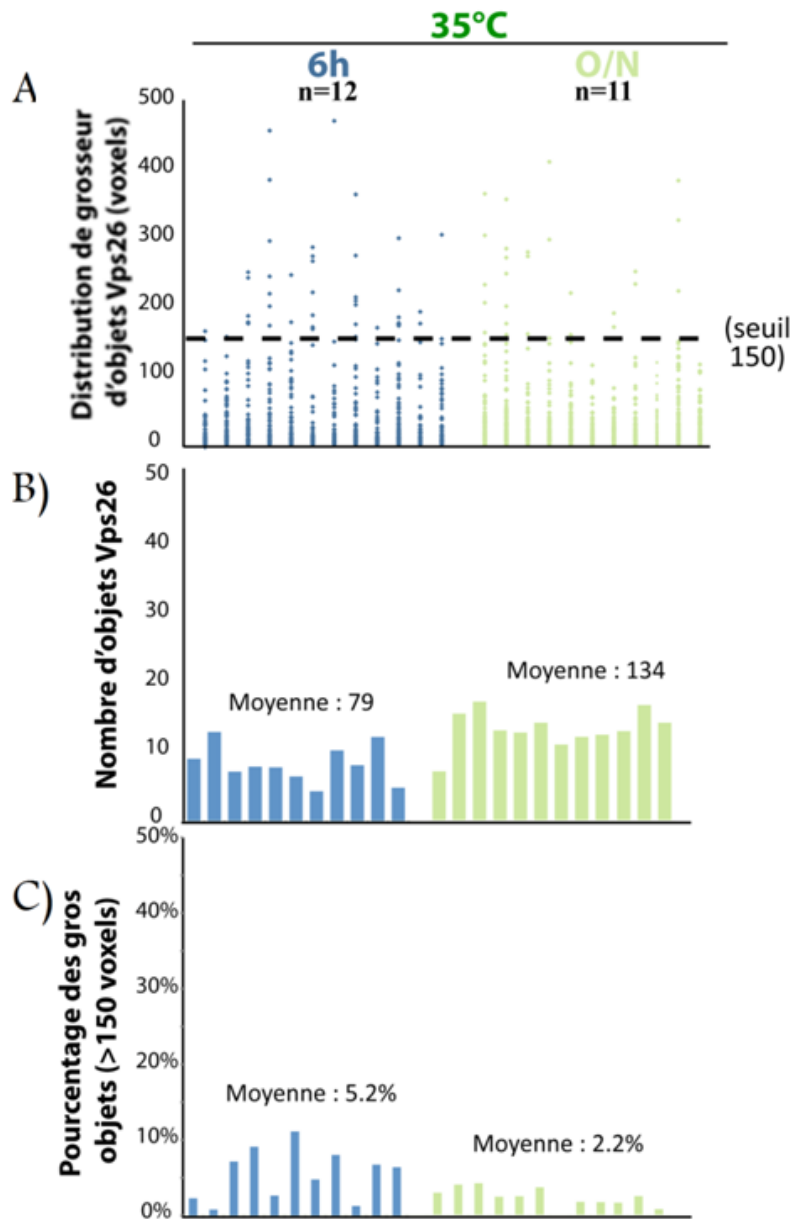 35°C
6h
O/N
n=12
n=11
A
Distribution de grosseur
d'objets Vps26 (voxels)
500
400
300
200
100
0
(seuil
150)
B)
Nombre d'objets Vps26
50
40
30
20
10
0
Moyenne : 79
Moyenne : 134
C)
Pourcentage des gros
objets (>150 voxels)
50%
40%
30%
20%
10%
0%
Moyenne : 5.2%
Moyenne : 2.2%